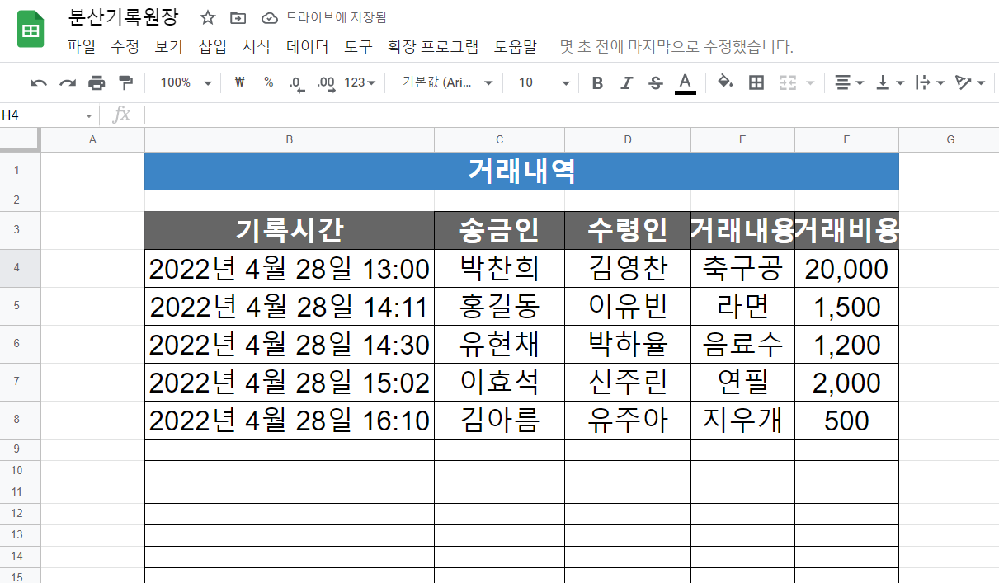 분산기록원장 드라이브에 저장됨
파일 수정 보기 삽입 서식 데이터 도구 확장 프로그램 도움말 몇 초 전에 마지막으로 수정했습니다.
100% ₩ % .0 .00 123 기본값 (Ari... 10 B I S A
H4 fx
A B C D E F G
1 거래내역
2
3 기록시간 송금인 수령인 거래내용 거래비용
4 2022년 4월 28일 13:00 박찬희 김영찬 축구공 20,000
5 2022년 4월 28일 14:11 홍길동 이유빈 라면 1,500
6 2022년 4월 28일 14:30 유현채 박하율 음료수 1,200
7 2022년 4월 28일 15:02 이효석 신주린 연필 2,000
8 2022년 4월 28일 16:10 김아름 유주아 지우개 500
9
10
11
12
13
14
15